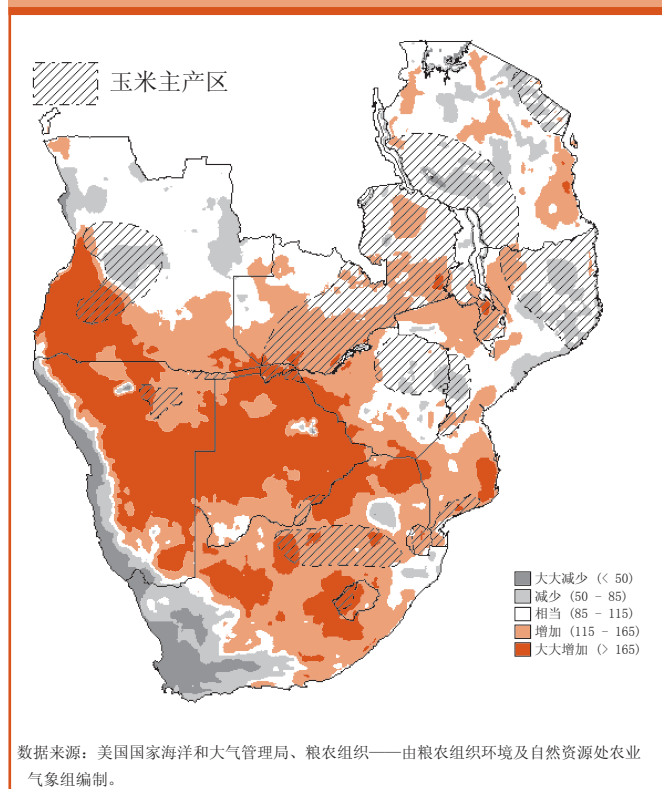 玉米主产区
大大减少 (< 50)
减少 (50 - 85)
相当 (85 - 115)
增加 (115 - 165)
大大增加 (> 165)
数据来源：美国国家海洋和大气管理局、粮农组织——由粮农组织环境及自然资源处农业
气象组编制。